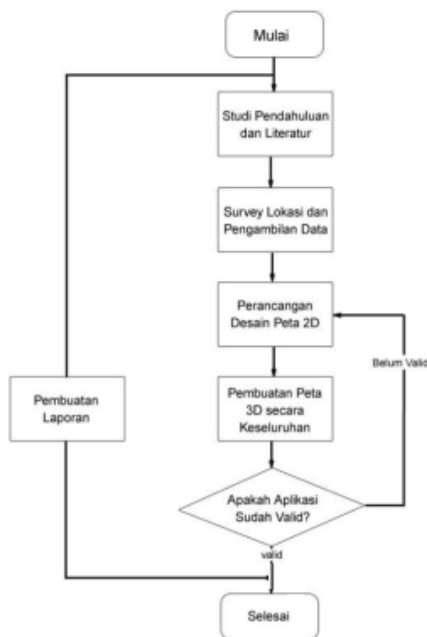 Mulai
Studi Pendahuluan
dan Literatur
Survey Lokasi dan
Pengambilan Data
Perancangan
Desain Peta 2D
Belum Valid
Pembuatan Peta
3D secara
Keseluruhan
Pembuatan
Laporan
Apakah Aplikasi
Sudah Valid?
valid
Selesai